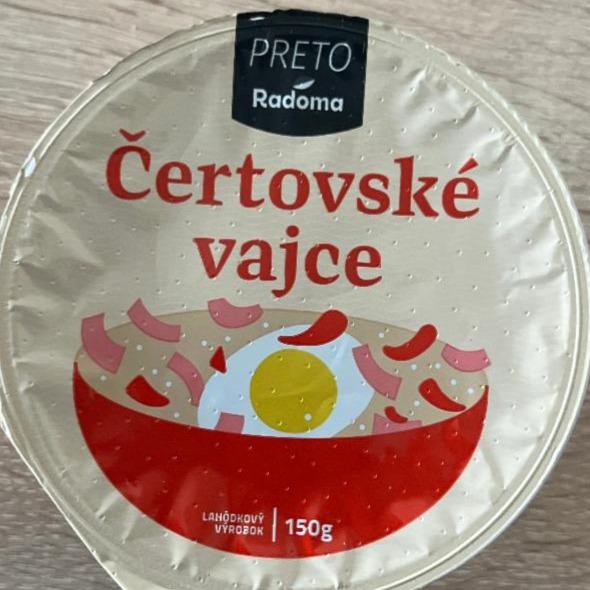 PRETO
Radoma
Čertovské
vajce
LAHÔDKOVÝ
VÝROBOK
150g